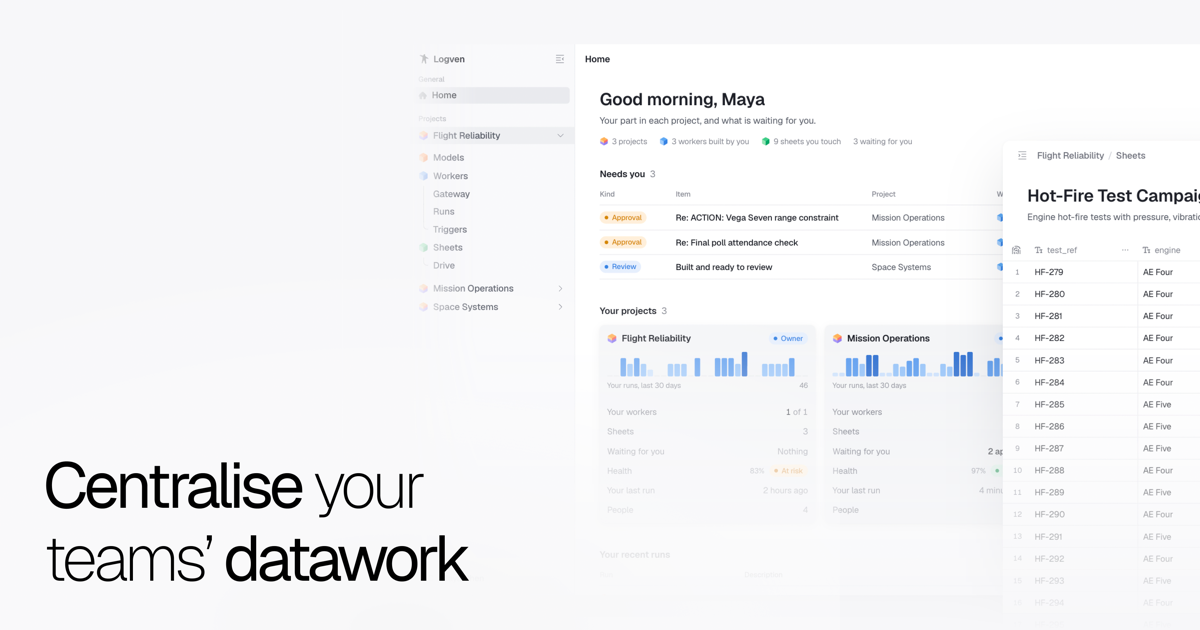 Logven
General
Home
Projects
Flight Reliability
Models
Workers
Gateway
Runs
Triggers
Sheets
Drive
Mission Operations
Space Systems
Home
Good morning, Maya
Your part in each project, and what is waiting for you.
3 projects 3 workers built by you 9 sheets you touch 3 waiting for you
Needs you 3
Kind Item Project W
Approval Re: ACTION: Vega Seven range constraint Mission Operations
Approval Re: Final poll attendance check Mission Operations
Review Built and ready to review Space Systems
Your projects 3
Flight Reliability Owner
Your runs, last 30 days 46
Your workers 1 of 1
Sheets 3
Waiting for you Nothing
Health 83% At risk
Your last run 2 hours ago
People 4
Mission Operations
Your runs, last 30 days
Your workers
Sheets
Waiting for you 2 ap
Health 97%
Your last run 4 minu
People
Your recent runs
Description
Flight Reliability / Sheets
Hot-Fire Test Campaig
Engine hot-fire tests with pressure, vibratio
test_ref ... engine
1 HF-279 AE Four
2 HF-280 AE Four
3 HF-281 AE Four
4 HF-282 AE Four
5 HF-283 AE Four
6 HF-284 AE Four
7 HF-285 AE Five
8 HF-286 AE Five
9 HF-287 AE Five
10 HF-288 AE Four
11 HF-289 AE Five
12 HF-290 AE Four
13 HF-291 AE Five
14 HF-292 AE Four
15 HF-293 AE Five
HF-294 AE Four
Centralise your
teams’ datawork